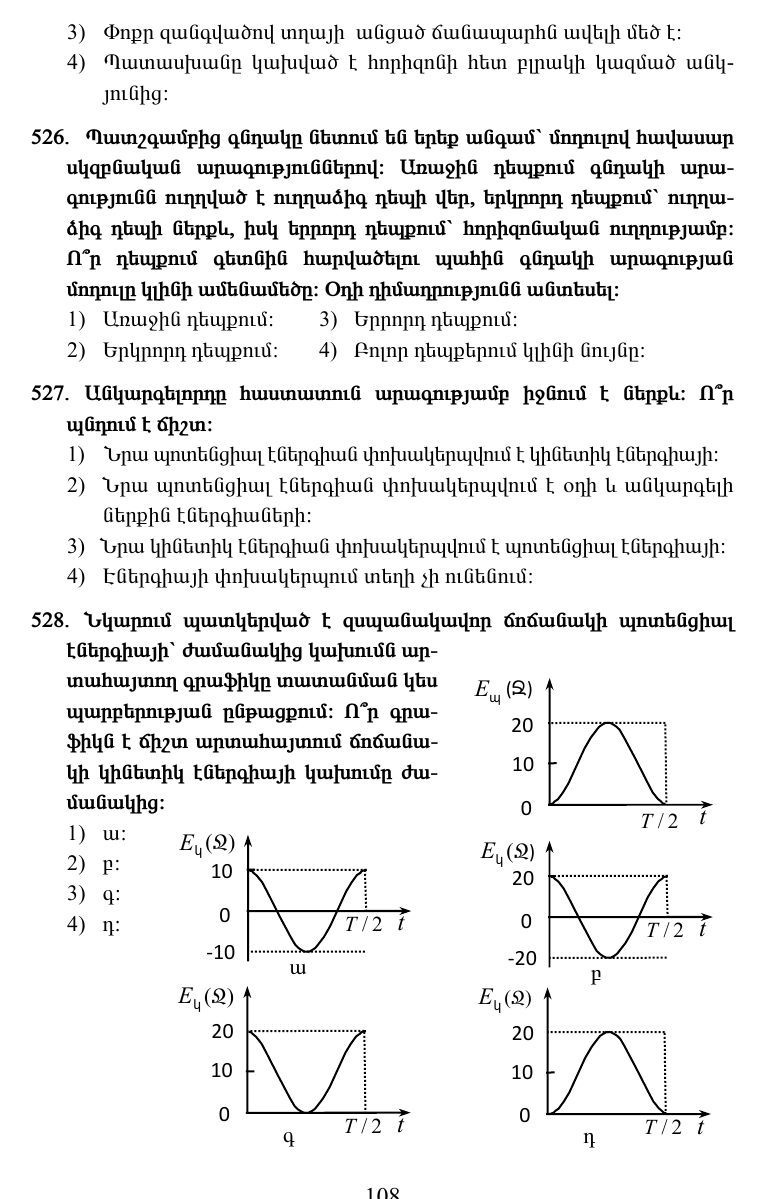 3) Փոքր զանգվածով տղայի անցած ճանապարհն ավելի մեծ է:
4) Պատասխանը կախված է հորիզոնի հետ բլրակի կազմած անկ-
յունից:
526. Պատշգամբից գնդակը նետում են երեք անգամ՝ մոդուլով հավասար
սկզբնական արագություններով: Առաջին դեպքում գնդակի արա-
գությունն ուղղված է ուղղաձիգ դեպի վեր, երկրորդ դեպքում՝ ուղղա-
ձիգ դեպի ներքև, իսկ երրորդ դեպքում՝ հորիզոնական ուղղությամբ:
Ո՞ր դեպքում գետնին հարվածելու պահին գնդակի արագության
մոդուլը կլինի ամենամեծը: Օդի դիմադրությունն անտեսել:
1) Առաջին դեպքում: 3) Երրորդ դեպքում:
2) Երկրորդ դեպքում: 4) Բոլոր դեպքերում կլինի նույնը:
527. Անկարգելորդը հաստատուն արագությամբ իջնում է ներքև: Ո՞ր
պնդում է ճիշտ:
1) Նրա պոտենցիալ էներգիան փոխակերպվում է կինետիկ էներգիայի:
2) Նրա պոտենցիալ էներգիան փոխակերպվում է օդի և անկարգելի
ներքին էներգիաների:
3) Նրա կինետիկ էներգիան փոխակերպվում է պոտենցիալ էներգիայի:
4) Էներգիայի փոխակերպում տեղի չի ունենում:
528. Նկարում պատկերված է զսպանակավոր ճոճանակի պոտենցիալ
էներգիայի՝ ժամանակից կախումն ար-
տահայտող գրաֆիկը տատանման կես
պարբերության ընթացքում: Ո՞ր գրա-
ֆիկն է ճիշտ արտահայտում ճոճանա-
կի կինետիկ էներգիայի կախումը ժա-
մանակից:
Eպ (Ջ)
20
10
0
T / 2 t
1) ա:
2) բ:
3) գ:
4) դ:
Eկ (Ջ)
10
0
-10
T / 2 t
ա
Eկ (Ջ)
20
0
-20
T / 2 t
բ
Eկ (Ջ)
20
10
0
T / 2 t
գ
Eկ (Ջ)
20
10
0
T / 2 t
դ
108